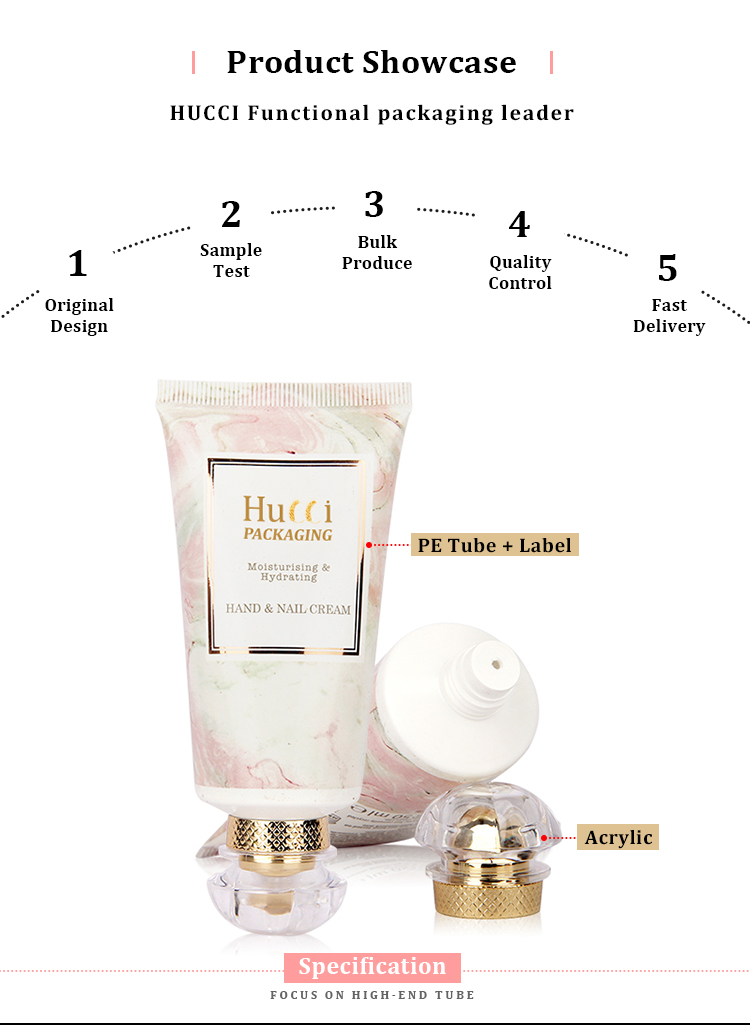 Product Showcase
HUCCI Functional packaging leader
1
Original
Design
2
Sample
Test
3
Bulk
Produce
4
Quality
Control
5
Fast
Delivery
Hucci
PACKAGING
Moisturising &
Hydrating
HAND & NAIL CREAM
PE Tube + Label
Acrylic
Specification
FOCUS ON HIGH-END TUBE